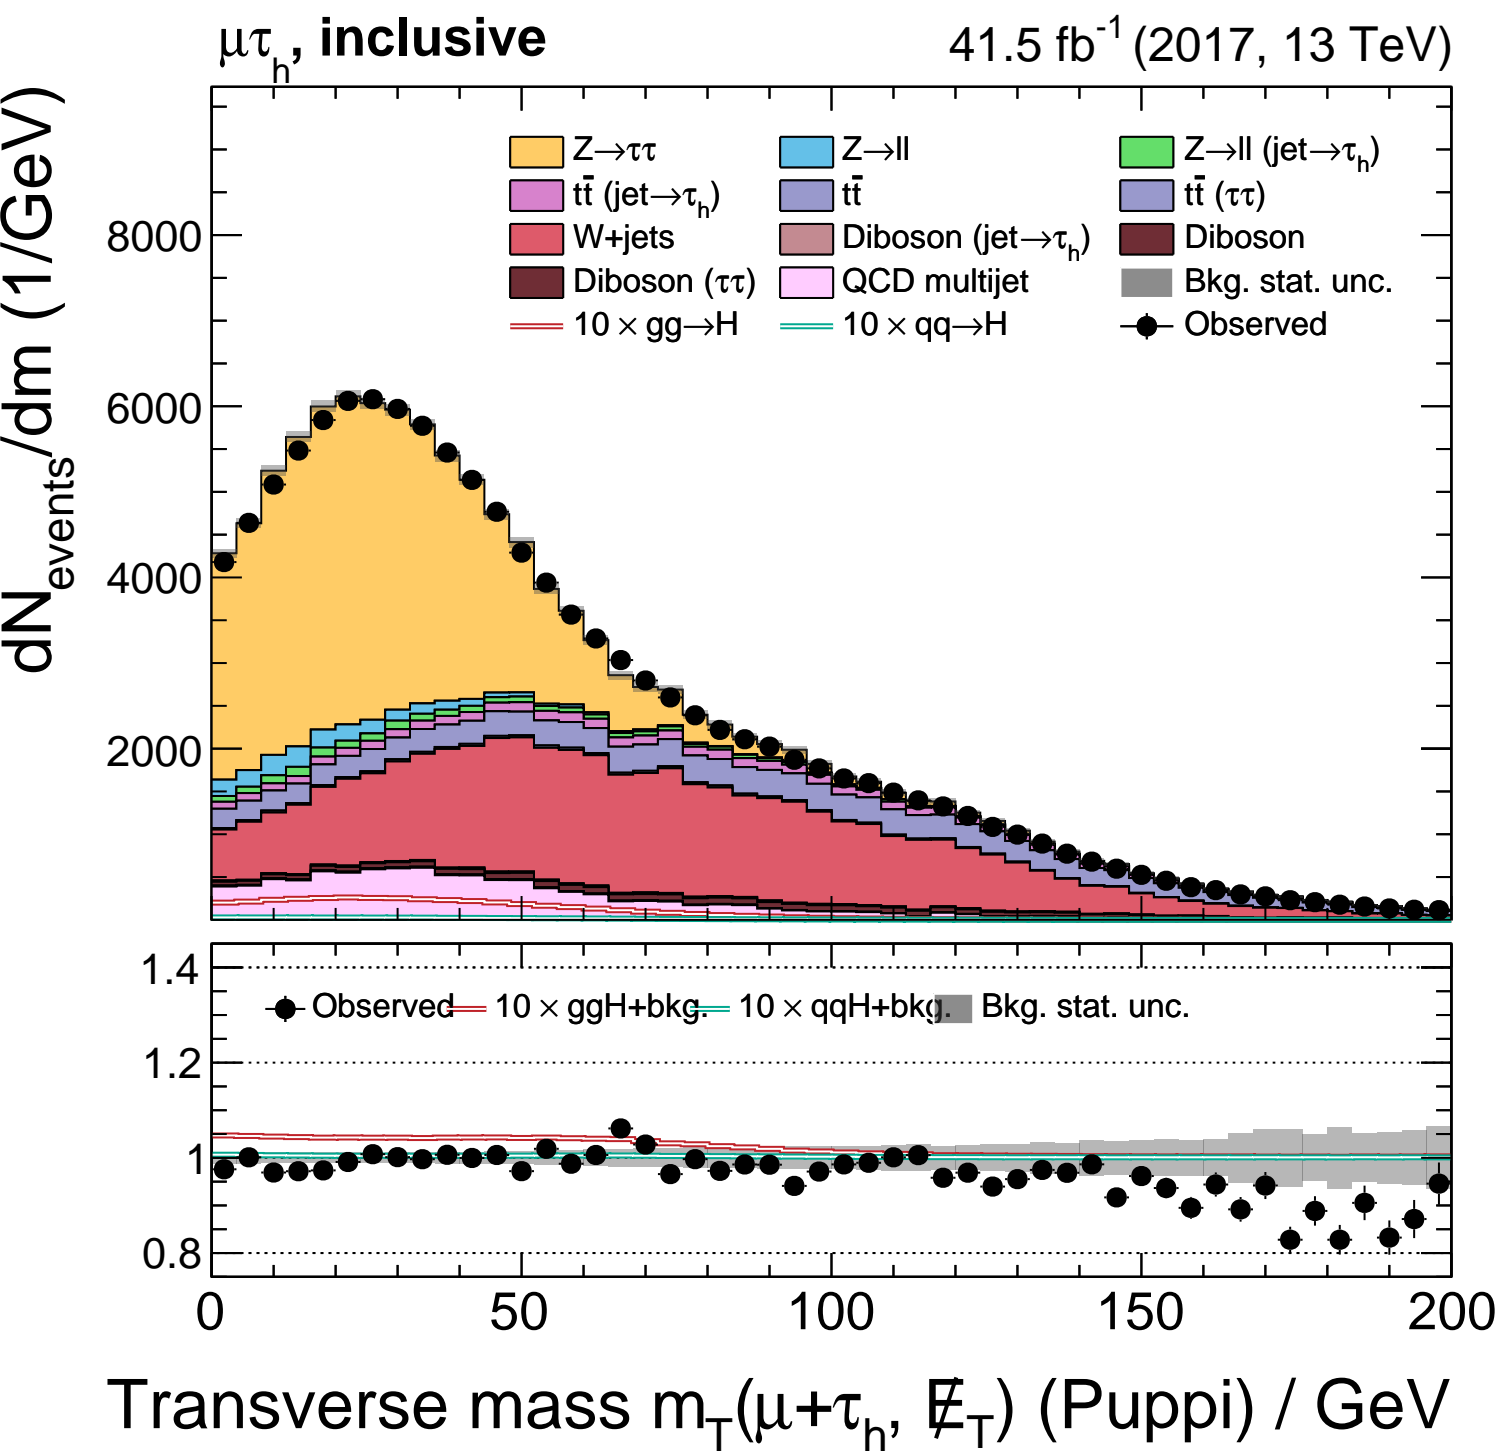 μτh, inclusive 41.5 fb-1 (2017, 13 TeV)
dNevents/dm (1/GeV)
Z→ττ Z→ll Z→ll (jet→τh)
tt̄ (jet→τh) tt̄ tt̄ (ττ)
W+jets Diboson (jet→τh) Diboson
Diboson (ττ) QCD multijet Bkg. stat. unc.
10 × gg→H 10 × qq→H Observed
8000
6000
4000
2000
1.4
Observed 10 × ggH+bkg. 10 × qqH+bkg. Bkg. stat. unc.
1.2
1
0.8
0 50 100 150 200
Transverse mass mT(μ+τh, E̸T) (Puppi) / GeV